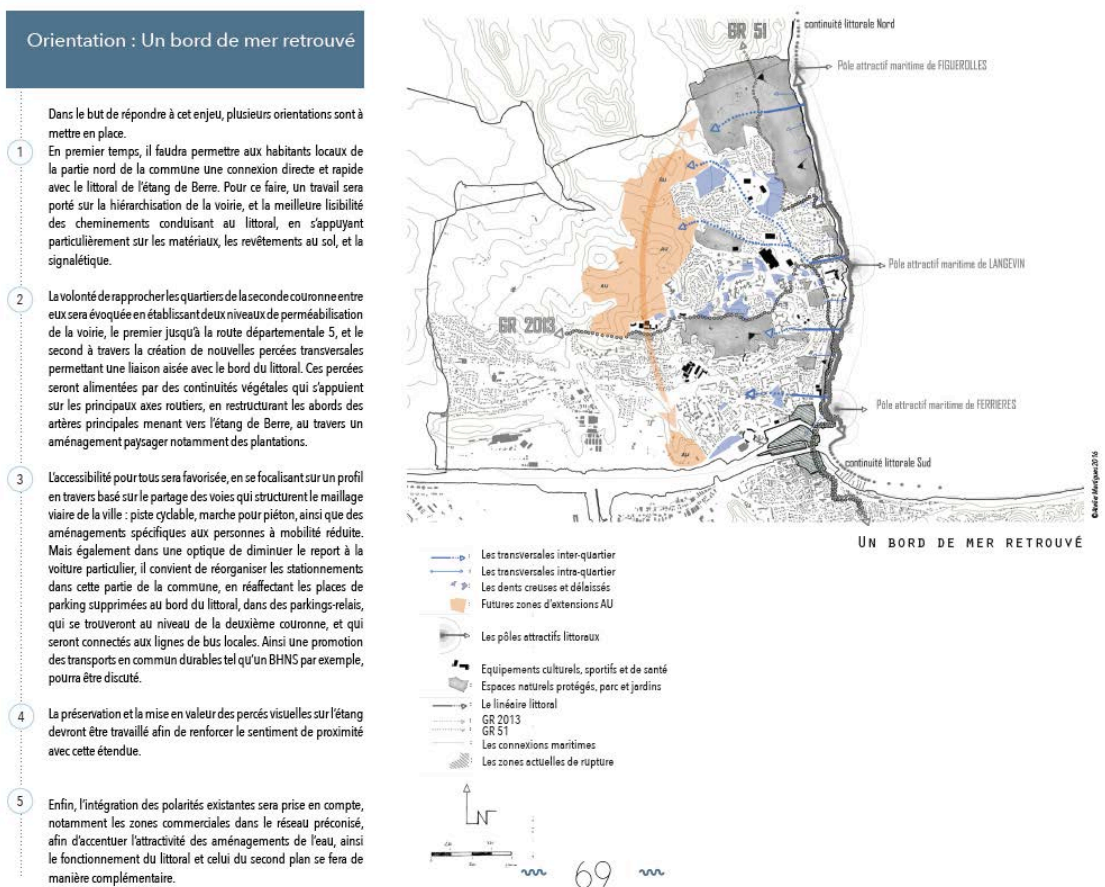 Orientation : Un bord de mer retrouvé
Dans le but de répondre à cet enjeu, plusieurs orientations sont à
mettre en place.
1
En premier temps, il faudra permettre aux habitants locaux de
la partie nord de la commune une connexion directe et rapide
avec le littoral de l'étang de Berre. Pour ce faire, un travail sera
porté sur la hiérarchisation de la voirie, et la meilleure lisibilité
des cheminements conduisant au littoral, en s'appuyant
particulièrement sur les matériaux, les revêtements au sol, et la
signalétique.
2
La volonté de rapprocher les quartiers de la seconde couronne entre
eux sera évoquée en établissant deux niveaux de perméabilisation
de la voirie, le premier jusqu'à la route départementale 5, et le
second à travers la création de nouvelles percées transversales
permettant une liaison aisée avec le bord du littoral. Ces percées
seront alimentées par des continuités végétales qui s'appuient
sur les principaux axes routiers, en restructurant les abords des
artères principales menant vers l'étang de Berre, au travers un
aménagement paysager notamment des plantations.
3
L'accessibilité pour tous sera favorisée, en se focalisant sur un profil
en travers basé sur le partage des voies qui structurent le maillage
viaire de la ville : piste cyclable, marche pour piéton, ainsi que des
aménagements spécifiques aux personnes à mobilité réduite.
Mais également dans une optique de diminuer le report à la
voiture particulier, il convient de réorganiser les stationnements
dans cette partie de la commune, en réaffectant les places de
parking supprimées au bord du littoral, dans des parkings-relais,
qui se trouveront au niveau de la deuxième couronne, et qui
seront connectés aux lignes de bus locales. Ainsi une promotion
des transports en commun durables tel qu'un BHNS par exemple,
pourra être discuté.
4
La préservation et la mise en valeur des percés visuelles sur l'étang
devront être travaillé afin de renforcer le sentiment de proximité
avec cette étendue.
5
Enfin, l'intégration des polarités existantes sera prise en compte,
notamment les zones commerciales dans le réseau préconisé,
afin d'accentuer l'attractivité des aménagements de l'eau, ainsi
le fonctionnement du littoral et celui du second plan se fera de
manière complémentaire.
continuité littorale Nord
GR 51
Pôle attractif maritime de FIGUEROLLES
AU
AU
AU
Pôle attractif maritime de LANGEVIN
GR 2013
Pôle attractif maritime de FERRIERES
AU
continuité littorale Sud
©Atelier Martigues 2016
UN BORD DE MER RETROUVÉ
Les transversales inter-quartier
Les transversales intra-quartier
Les dents creuses et délaissés
Futures zones d'extensions AU
Les pôles attractifs littoraux
Equipements culturels, sportifs et de santé
Espaces naturels protégés, parc et jardins
Le linéaire littoral
GR 2013
GR 51
Les connexions maritimes
Les zones actuelles de rupture
N
69